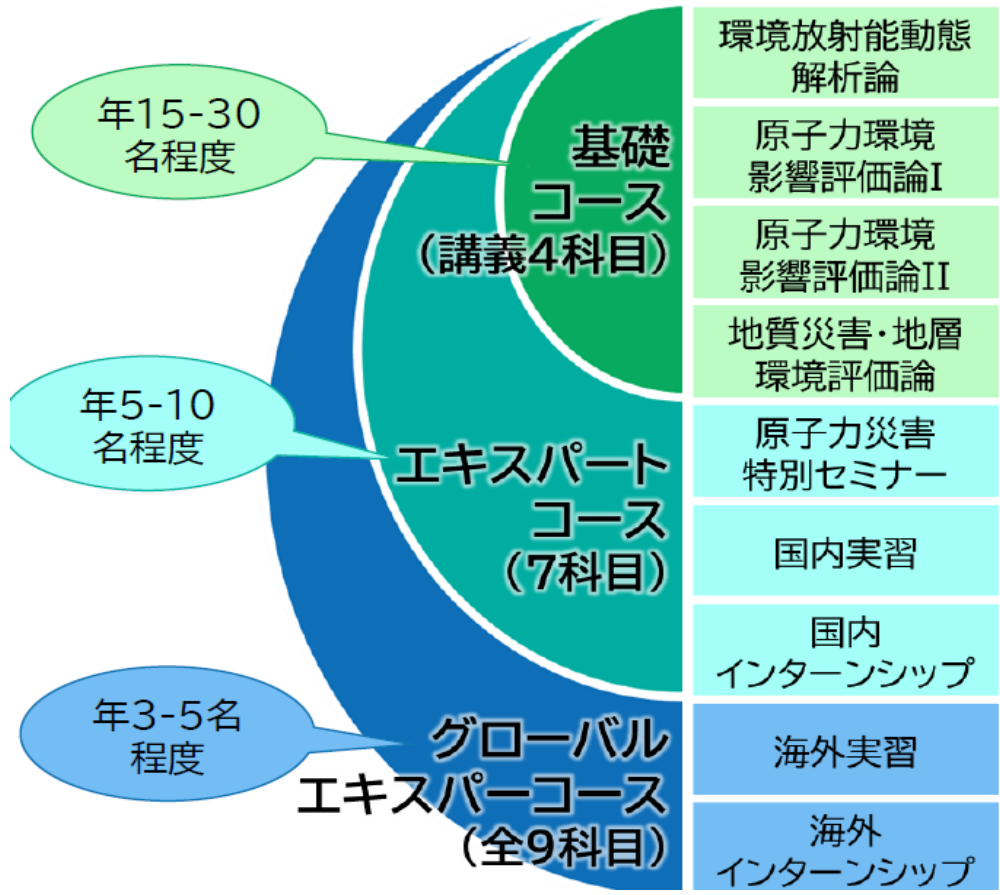 年15-30
名程度
基礎
コース
(講義4科目)
環境放射能動態
解析論
原子力環境
影響評価論I
原子力環境
影響評価論II
地質災害・地層
環境評価論
年5-10
名程度
エキスパート
コース
(7科目)
原子力災害
特別セミナー
国内実習
国内
インターンシップ
年3-5名
程度
グローバル
エキスパーコース
(全9科目)
海外実習
海外
インターンシップ